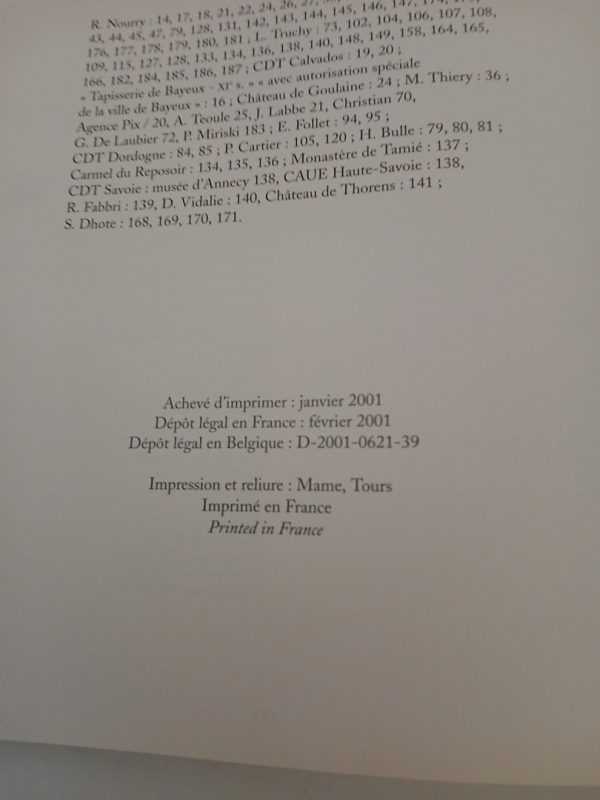 R. Nourry : 14, 17, 18, 21, 22, 24, 26, 27,
43, 44, 45, 47, 79, 128, 131, 142, 143, 144, 145, 146, 147,
176, 177, 178, 179, 180, 181 ; L. Truchy : 73, 102, 104, 106, 107, 108,
109, 115, 127, 128, 133, 134, 136, 138, 140, 148, 149, 158, 164, 165,
166, 182, 184, 185, 186, 187 ; CDT Calvados : 19, 20 ;
« Tapisserie de Bayeux – XIe s. » « avec autorisation spéciale
de la ville de Bayeux » : 16 ; Château de Goulaine : 24 ; M. Thiery : 36 ;
Agence Pix / 20, A. Teoule 25, J. Labbe 21, Christian 70,
G. De Laubier 72, P. Miriski 183 ; E. Follet : 94, 95 ;
CDT Dordogne : 84, 85 ; P. Cartier : 105, 120 ; H. Bulle : 79, 80, 81 ;
Carmel du Reposoir : 134, 135, 136 ; Monastère de Tamié : 137 ;
CDT Savoie : musée d'Annecy 138, CAUE Haute-Savoie : 138,
R. Fabbri : 139, D. Vidalie : 140, Château de Thorens : 141 ;
S. Dhote : 168, 169, 170, 171.
Achevé d'imprimer : janvier 2001
Dépôt légal en France : février 2001
Dépôt légal en Belgique : D-2001-0621-39
Impression et reliure : Mame, Tours
Imprimé en France
Printed in France